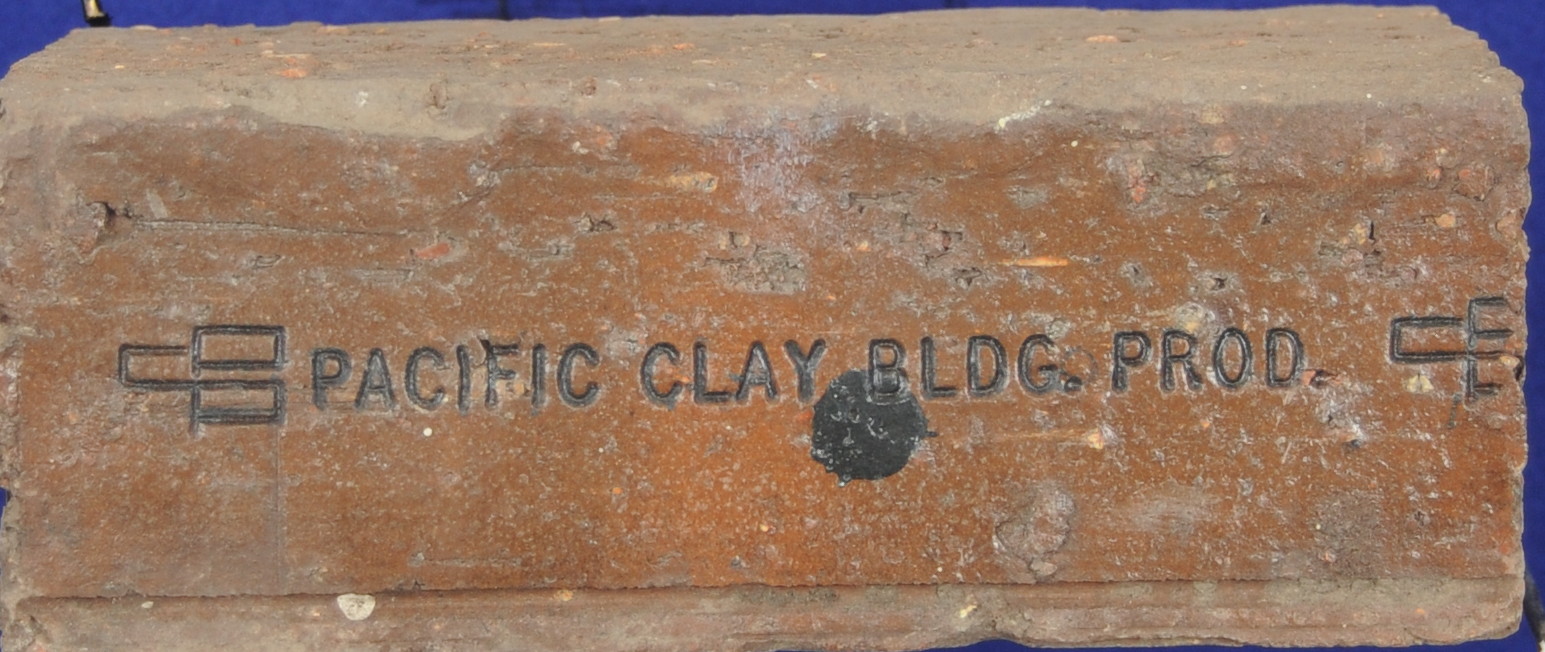 PACIFIC CLAY BLDG. PROD.